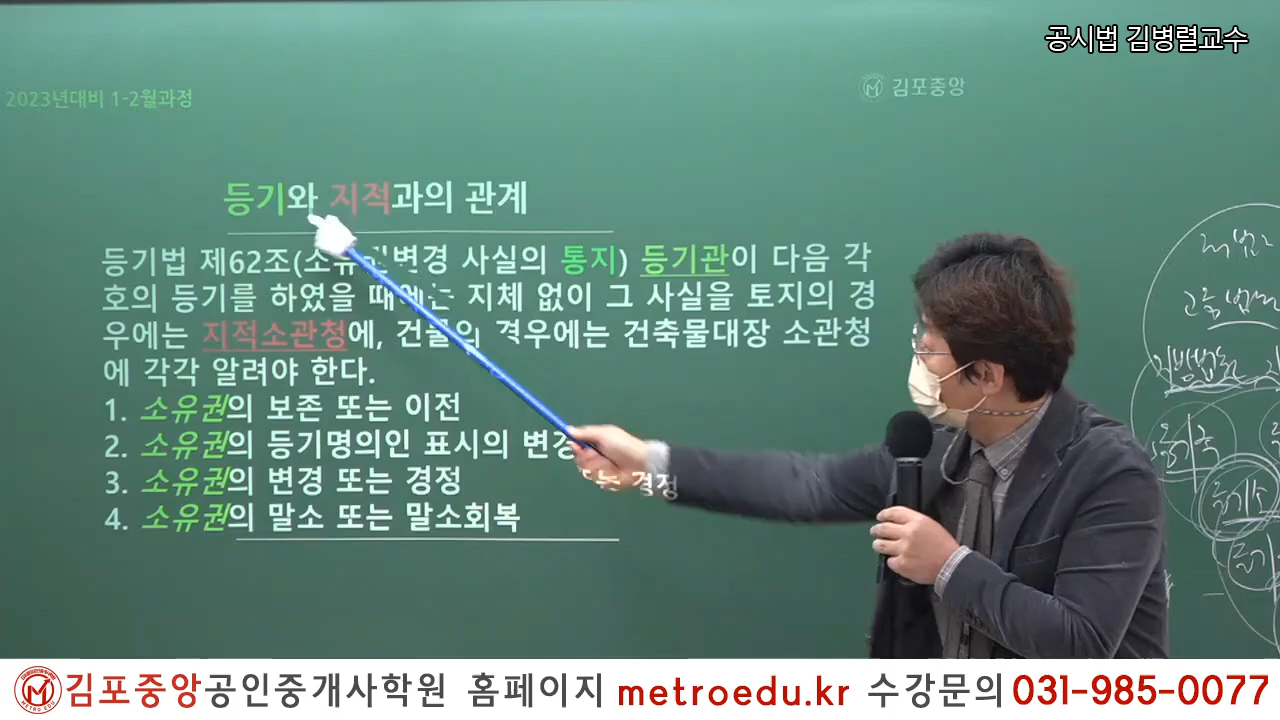 공시법 김병렬교수
2023년대비 1-2월과정
김포중앙
등기와 지적과의 관계
등기법 제62조(소유권변경 사실의 통지) 등기관이 다음 각
호의 등기를 하였을 때에는 지체 없이 그 사실을 토지의 경
우에는 지적소관청에, 건물의 경우에는 건축물대장 소관청
에 각각 알려야 한다.
1. 소유권의 보존 또는 이전
2. 소유권의 등기명의인 표시의 변경 또는 경정
3. 소유권의 변경 또는 경정
4. 소유권의 말소 또는 말소회복
김포중앙공인중개사학원 홈페이지 metroedu.kr 수강문의 031-985-0077